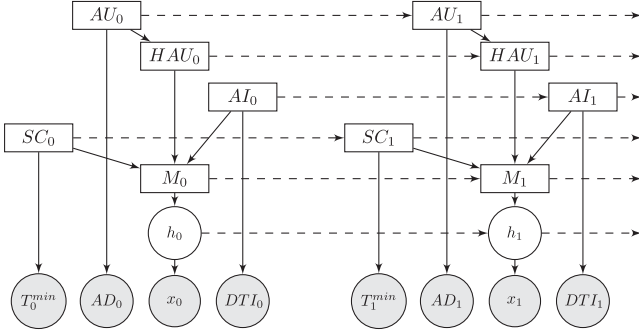 AU₀ AU₁
HAU₀ HAU₁
AI₀ AI₁
SC₀ SC₁
M₀ M₁
h₀ h₁
T₀ᵐⁱⁿ AD₀ x₀ DTI₀ T₁ᵐⁱⁿ AD₁ x₁ DTI₁